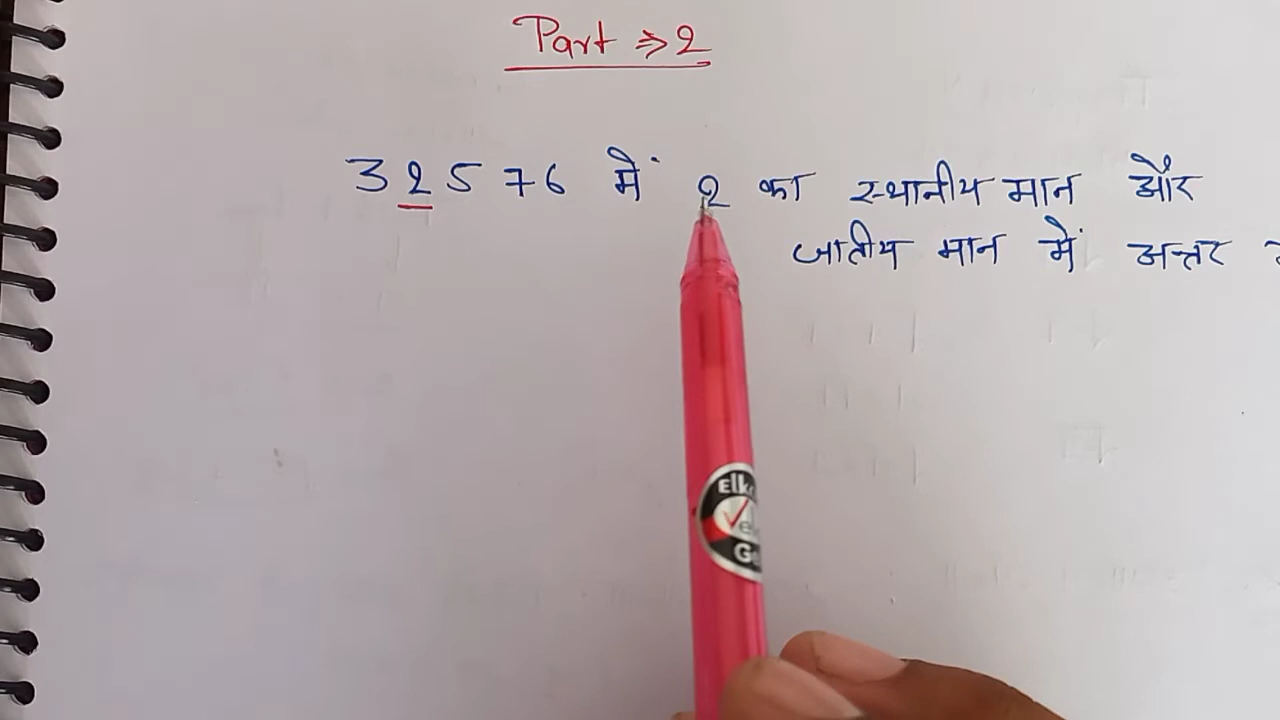 Part ⇒ 2
32576 में 2 का स्थानीय मान और
जातीय मान में अन्तर